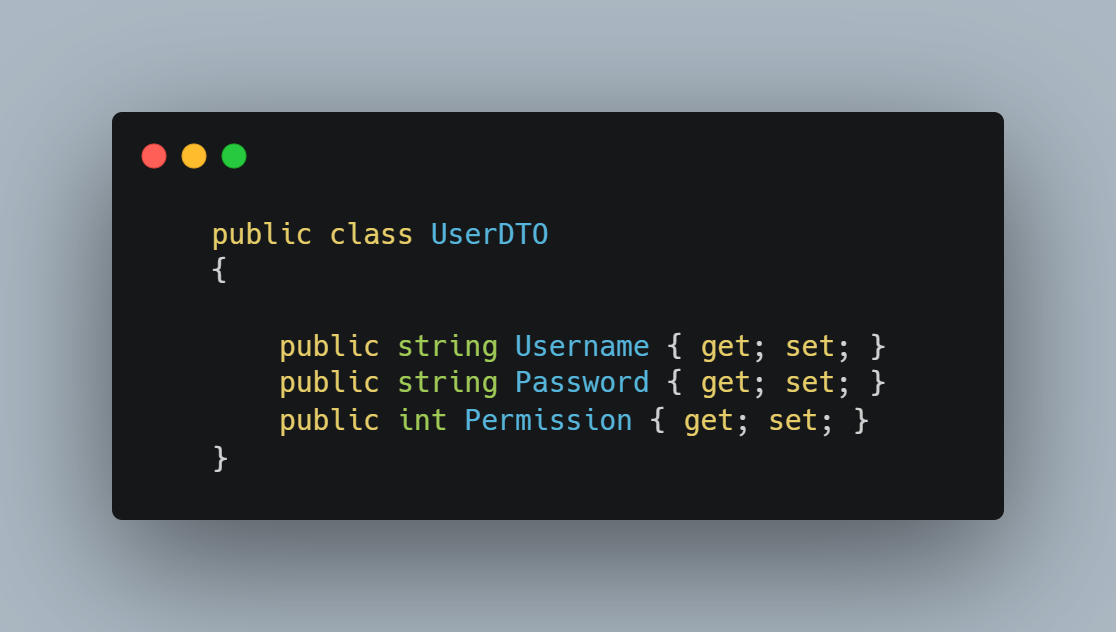 public class UserDTO
{
public string Username { get; set; }
public string Password { get; set; }
public int Permission { get; set; }
}